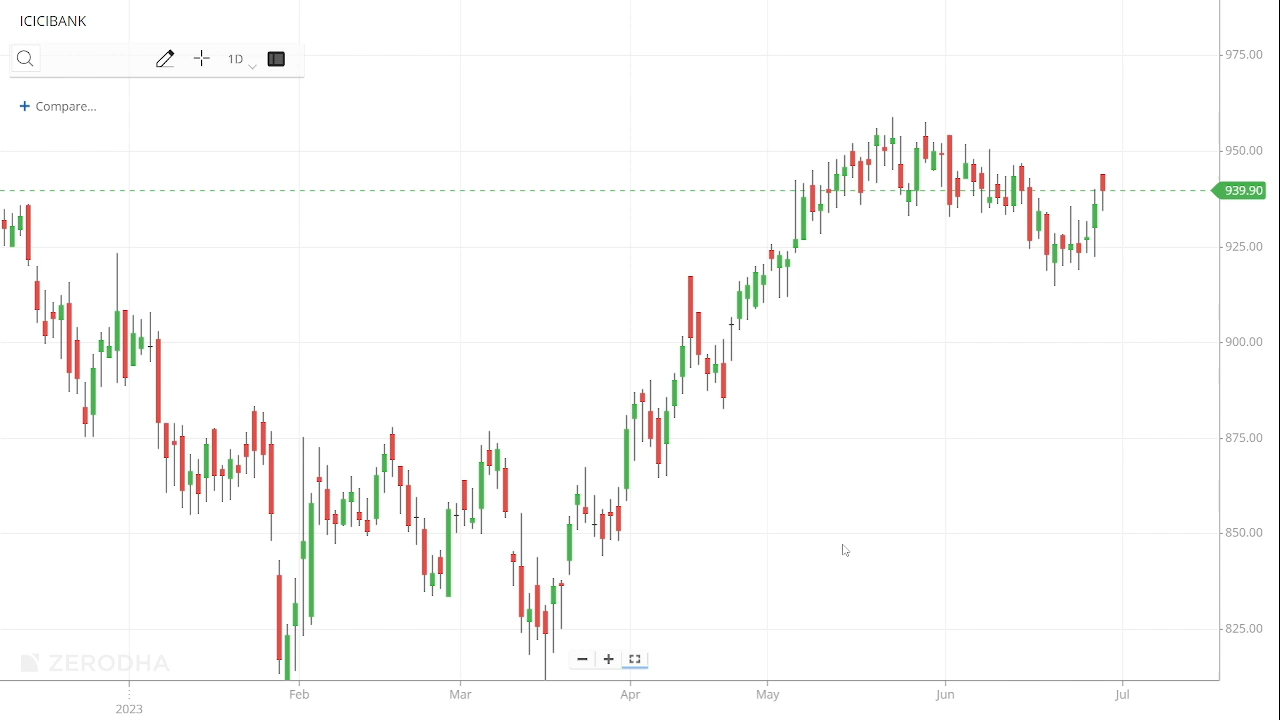 ICICIBANK
1D
+ Compare...
975.00
950.00
939.90
925.00
900.00
875.00
850.00
825.00
ZERODHA
Feb Mar Apr May Jun Jul
2023